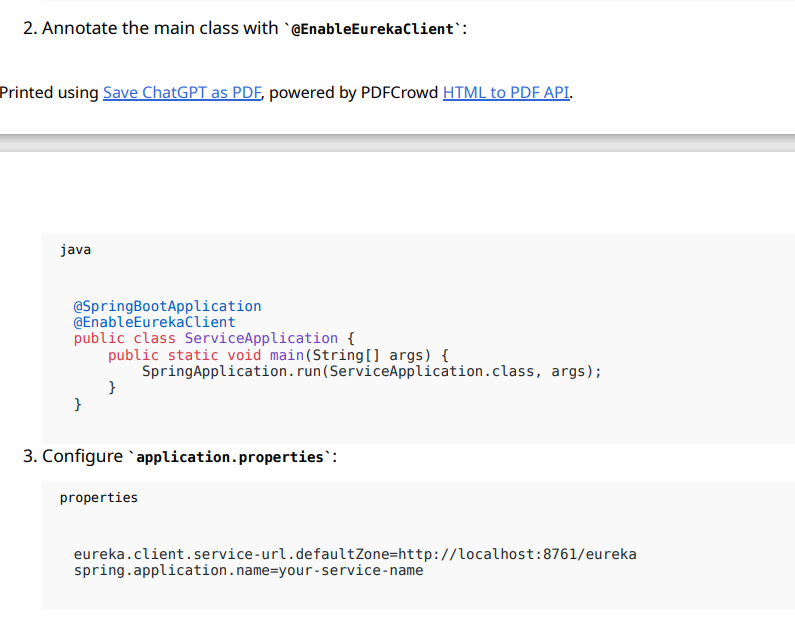 2. Annotate the main class with `@EnableEurekaClient`:
Printed using Save ChatGPT as PDF, powered by PDFCrowd HTML to PDF API.
java
@SpringBootApplication
@EnableEurekaClient
public class ServiceApplication {
    public static void main(String[] args) {
        SpringApplication.run(ServiceApplication.class, args);
    }
}
3. Configure `application.properties`:
properties
eureka.client.service-url.defaultZone=http://localhost:8761/eureka
spring.application.name=your-service-name